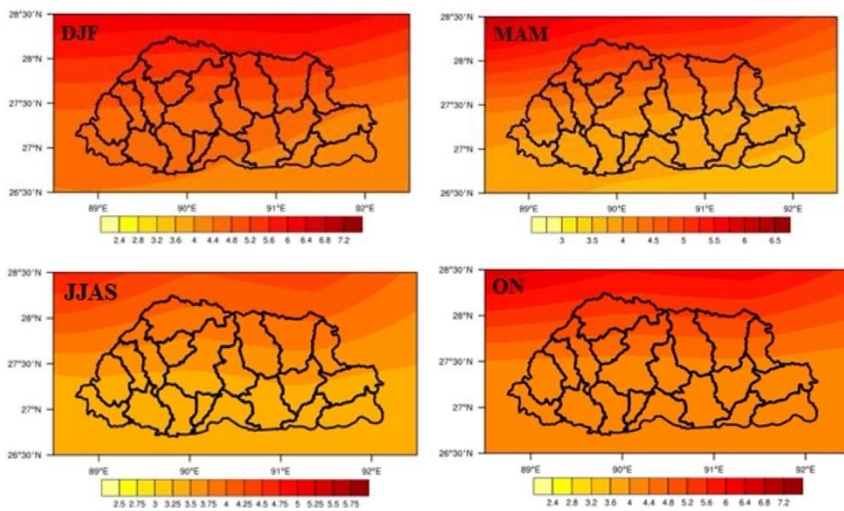 DJF
28°30'N
28°N
27°30'N
27°N
26°30'N
89°E 90°E 91°E 92°E
2.4 2.8 3.2 3.6 4 4.4 4.8 5.2 5.6 6 6.4 6.8 7.2
MAM
28°30'N
28°N
27°30'N
27°N
26°30'N
89°E 90°E 91°E 92°E
3 3.5 4 4.5 5 5.5 6 6.5
JJAS
28°30'N
28°N
27°30'N
27°N
26°30'N
89°E 90°E 91°E 92°E
2.5 2.75 3 3.25 3.5 3.75 4 4.25 4.5 4.75 5 5.25 5.5 5.75
ON
28°30'N
28°N
27°30'N
27°N
26°30'N
89°E 90°E 91°E 92°E
2.4 2.8 3.2 3.6 4 4.4 4.8 5.2 5.6 6 6.4 6.8 7.2